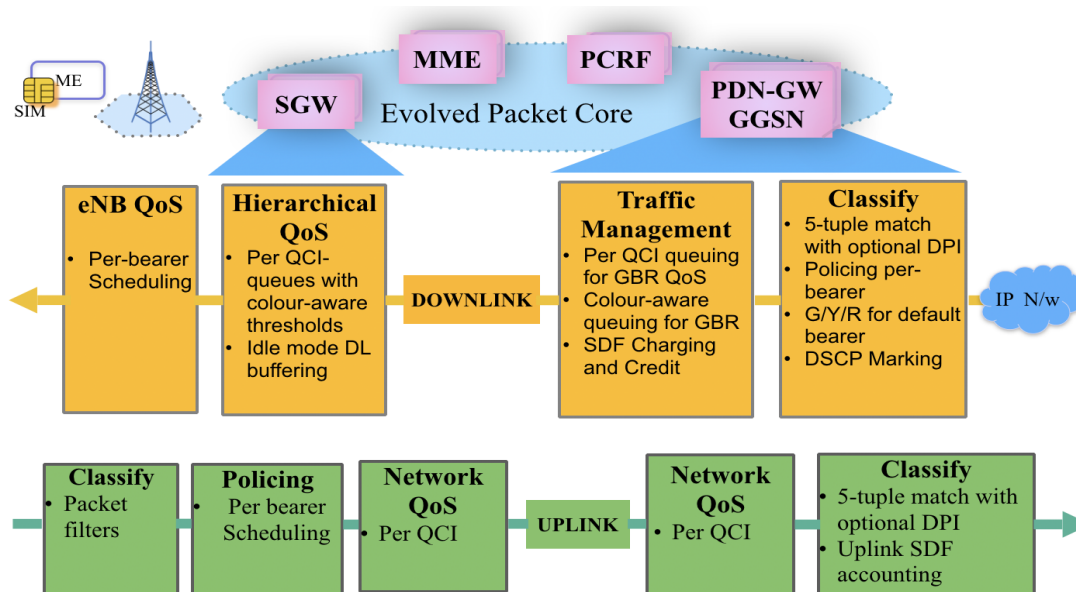 MME
PCRF
ME
SIM
SGW
Evolved Packet Core
PDN-GW
GGSN
eNB QoS
• Per-bearer
Scheduling
Hierarchical
QoS
• Per QCI-
queues with
colour-aware
thresholds
• Idle mode DL
buffering
DOWNLINK
Traffic
Management
• Per QCI queuing
for GBR QoS
• Colour-aware
queuing for GBR
• SDF Charging
and Credit
Classify
• 5-tuple match
with optional DPI
• Policing per-
bearer
• G/Y/R for default
bearer
• DSCP Marking
IP N/w
Classify
• Packet
filters
Policing
• Per bearer
Scheduling
Network
QoS
• Per QCI
UPLINK
Network
QoS
• Per QCI
Classify
• 5-tuple match with
optional DPI
• Uplink SDF
accounting